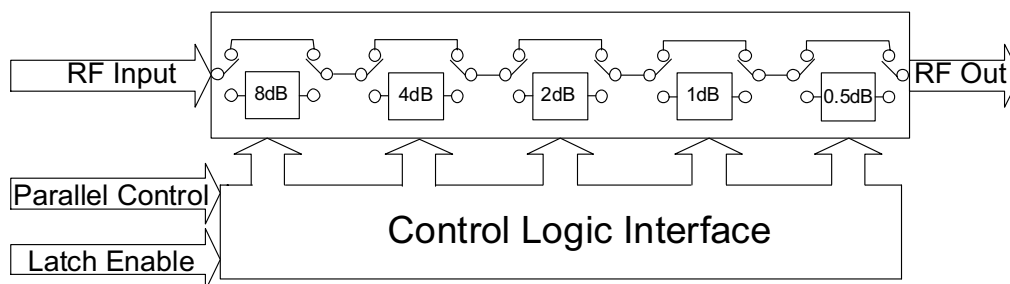 RF Input
8dB
4dB
2dB
1dB
0.5dB
RF Out
Parallel Control
Control Logic Interface
Latch Enable